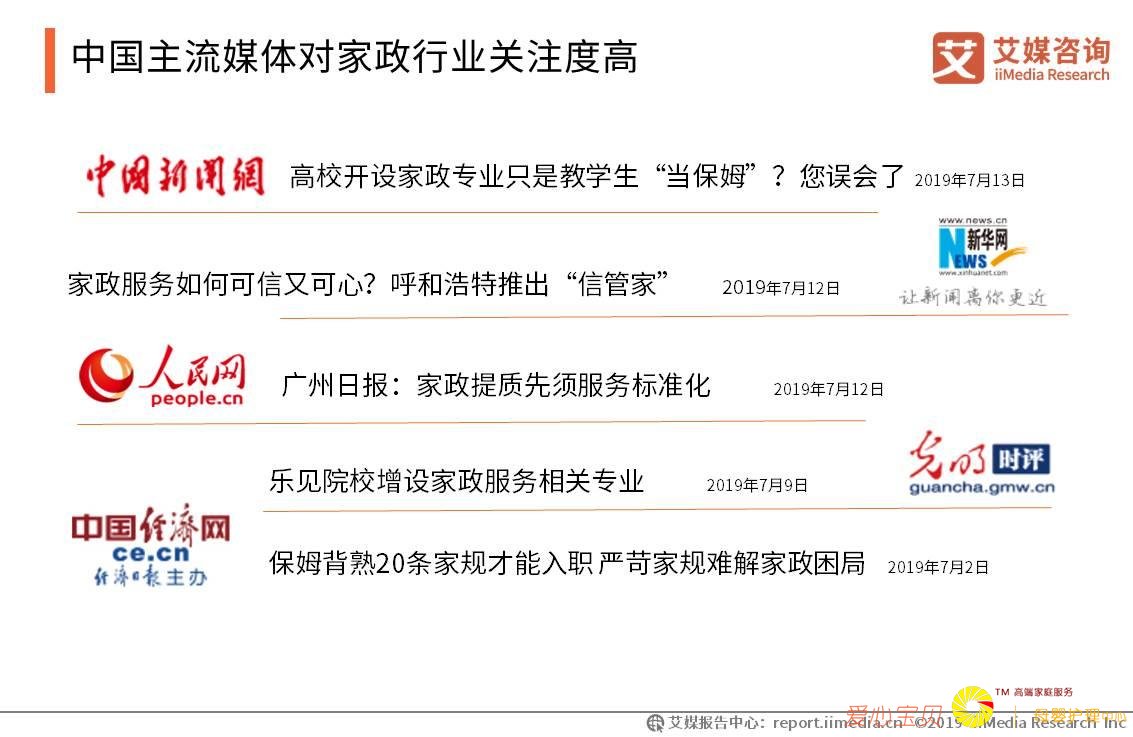 中国主流媒体对家政行业关注度高
艾媒咨询
iiMedia Research
中國新聞網
高校开设家政专业只是教学生“当保姆”？您误会了 2019年7月13日
www.news.cn
新华网
NEWS
www.xinhuanet.com
让新闻离你更近
家政服务如何可信又可心？呼和浩特推出“信管家” 2019年7月12日
人民网
people.cn
广州日报：家政提质先须服务标准化 2019年7月12日
光明时评
guancha.gmw.cn
乐见院校增设家政服务相关专业 2019年7月9日
中国经济网
ce.cn
经济日报主办
保姆背熟20条家规才能入职 严苛家规难解家政困局 2019年7月2日
TM 高端家庭服务
爱心宝贝 | 母婴护理中心
艾媒报告中心：report.iimedia.cn ©2019 iiMedia Research Inc